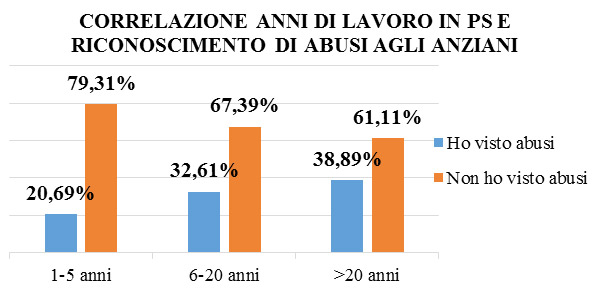 CORRELAZIONE ANNI DI LAVORO IN PS E
RICONOSCIMENTO DI ABUSI AGLI ANZIANI
79,31%
67,39%
61,11%
20,69%
32,61%
38,89%
Ho visto abusi
Non ho visto abusi
1-5 anni
6-20 anni
>20 anni